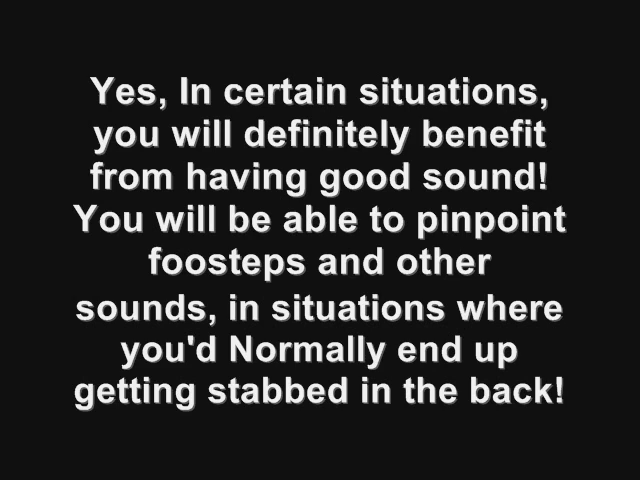 Yes, In certain situations,
you will definitely benefit
from having good sound!
You will be able to pinpoint
foosteps and other
sounds, in situations where
you'd Normally end up
getting stabbed in the back!